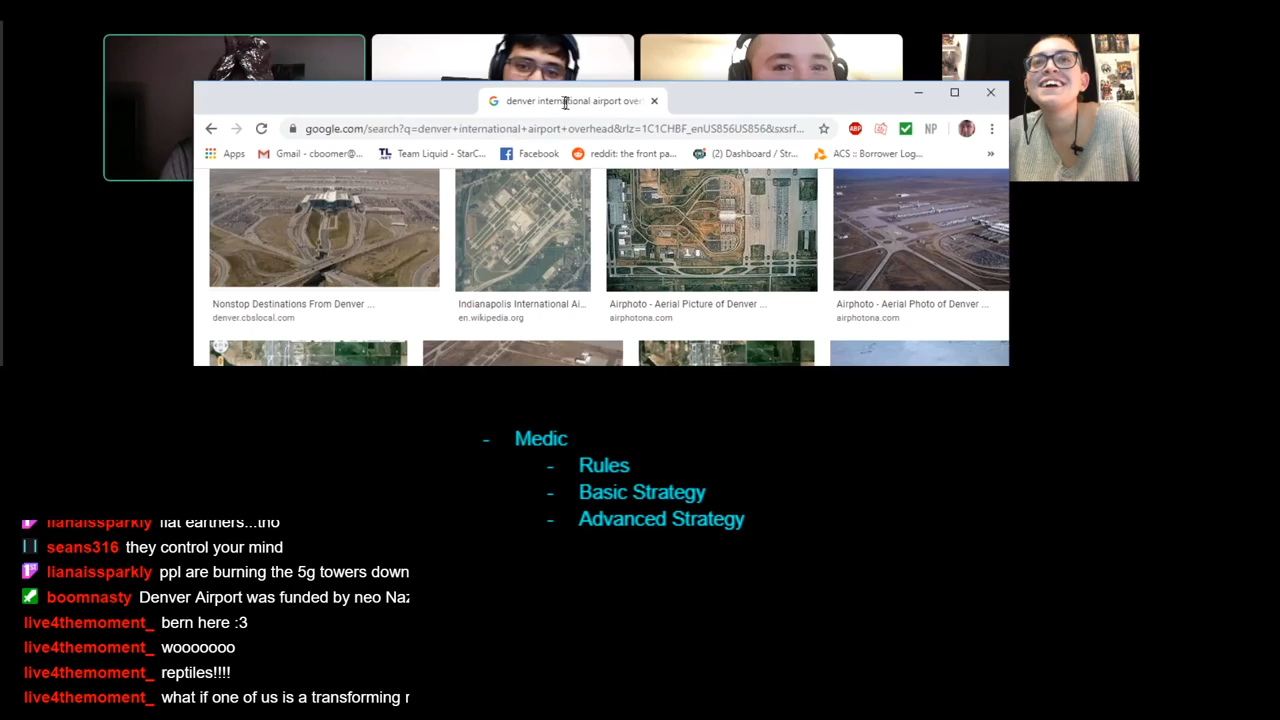 denver international airport over
google.com/search?q=denver+international+airport+overhead&rlz=1C1CHBF_enUS856US856&sxsrf...
ABP
NP
Apps
Gmail - cboomer@...
TL
Team Liquid - StarC...
Facebook
reddit: the front pa...
(2) Dashboard / Str...
ACS :: Borrower Log...
»
Nonstop Destinations From Denver ...
denver.cbslocal.com
Indianapolis International Ai...
en.wikipedia.org
Airphoto - Aerial Picture of Denver ...
airphotona.com
Airphoto - Aerial Photo of Denver ...
airphotona.com
- Medic
- Rules
- Basic Strategy
- Advanced Strategy
lianaissparkly flat earthers...tho
seans316 they control your mind
lianaissparkly ppl are burning the 5g towers down
boomnasty Denver Airport was funded by neo Naz
live4themoment_ bern here :3
live4themoment_ wooooooo
live4themoment_ reptiles!!!!
live4themoment_ what if one of us is a transforming r